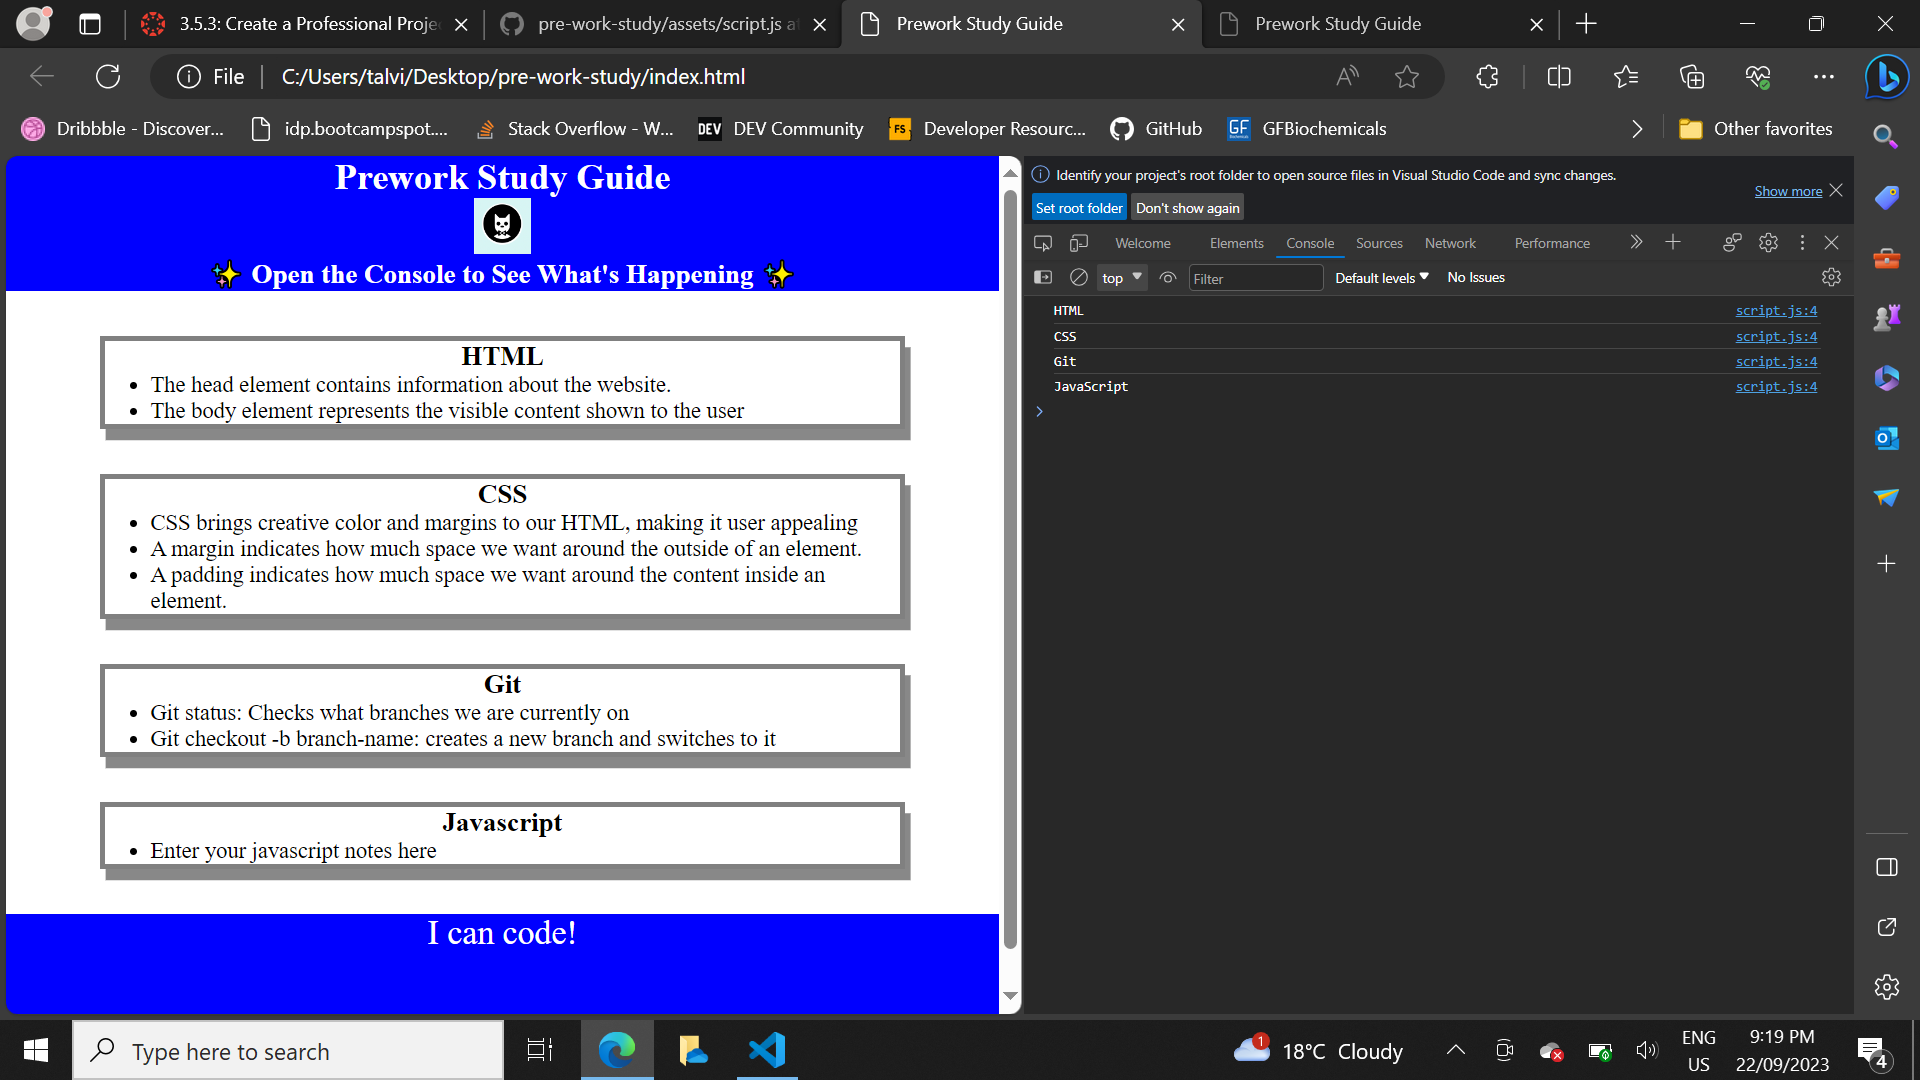 3.5.3: Create a Professional Proje
pre-work-study/assets/script.js a
Prework Study Guide
Prework Study Guide
File
C:/Users/talvi/Desktop/pre-work-study/index.html
Dribbble - Discover...
idp.bootcampspot....
Stack Overflow - W...
DEV
DEV Community
FS
Developer Resourc...
GitHub
GF
GFBiochemicals
Other favorites
Prework Study Guide
✨ Open the Console to See What's Happening ✨
HTML
• The head element contains information about the website.
• The body element represents the visible content shown to the user
CSS
• CSS brings creative color and margins to our HTML, making it user appealing
• A margin indicates how much space we want around the outside of an element.
• A padding indicates how much space we want around the content inside an
element.
Git
• Git status: Checks what branches we are currently on
• Git checkout -b branch-name: creates a new branch and switches to it
Javascript
• Enter your javascript notes here
I can code!
Identify your project's root folder to open source files in Visual Studio Code and sync changes.
Show more
Set root folder
Don't show again
Welcome
Elements
Console
Sources
Network
Performance
top
Filter
Default levels
No Issues
HTML script.js:4
CSS script.js:4
Git script.js:4
JavaScript script.js:4
Type here to search
1
18°C Cloudy
ENG
US
9:19 PM
22/09/2023
4